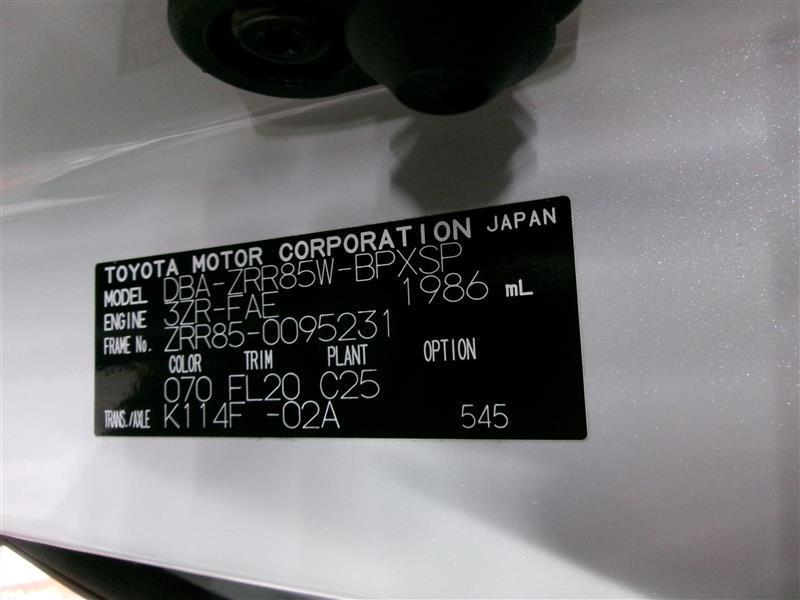 TOYOTA MOTOR CORPORATION JAPAN
MODEL DBA-ZRR85W-BPXSP
ENGINE 3ZR-FAE 1986 mL
FRAME No. ZRR85-0095231
COLOR TRIM PLANT OPTION
070 FL20 C25
TRANS./AXLE K114F -02A 545